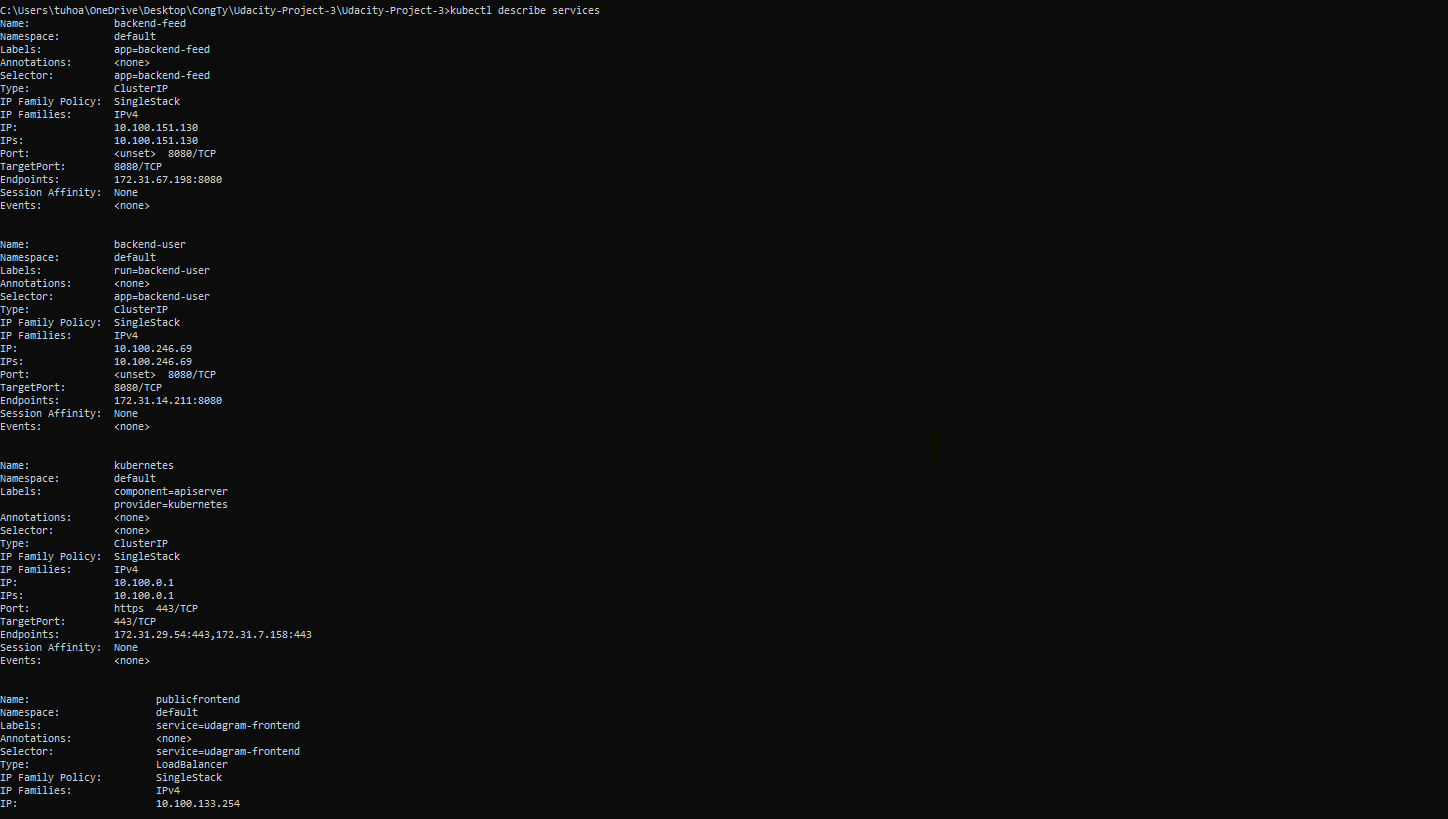 C:\Users\tuhoa\OneDrive\Desktop\CongTy\Udacity-Project-3\Udacity-Project-3>kubectl describe services
Name:              backend-feed
Namespace:         default
Labels:            app=backend-feed
Annotations:       <none>
Selector:          app=backend-feed
Type:              ClusterIP
IP Family Policy:  SingleStack
IP Families:       IPv4
IP:                10.100.151.130
IPs:               10.100.151.130
Port:              <unset>  8080/TCP
TargetPort:        8080/TCP
Endpoints:         172.31.67.198:8080
Session Affinity:  None
Events:            <none>
Name:              backend-user
Namespace:         default
Labels:            run=backend-user
Annotations:       <none>
Selector:          app=backend-user
Type:              ClusterIP
IP Family Policy:  SingleStack
IP Families:       IPv4
IP:                10.100.246.69
IPs:               10.100.246.69
Port:              <unset>  8080/TCP
TargetPort:        8080/TCP
Endpoints:         172.31.14.211:8080
Session Affinity:  None
Events:            <none>
Name:              kubernetes
Namespace:         default
Labels:            component=apiserver
                   provider=kubernetes
Annotations:       <none>
Selector:          <none>
Type:              ClusterIP
IP Family Policy:  SingleStack
IP Families:       IPv4
IP:                10.100.0.1
IPs:               10.100.0.1
Port:              https  443/TCP
TargetPort:        443/TCP
Endpoints:         172.31.29.54:443,172.31.7.158:443
Session Affinity:  None
Events:            <none>
Name:                     publicfrontend
Namespace:                default
Labels:                   service=udagram-frontend
Annotations:              <none>
Selector:                 service=udagram-frontend
Type:                     LoadBalancer
IP Family Policy:         SingleStack
IP Families:              IPv4
IP:                       10.100.133.254